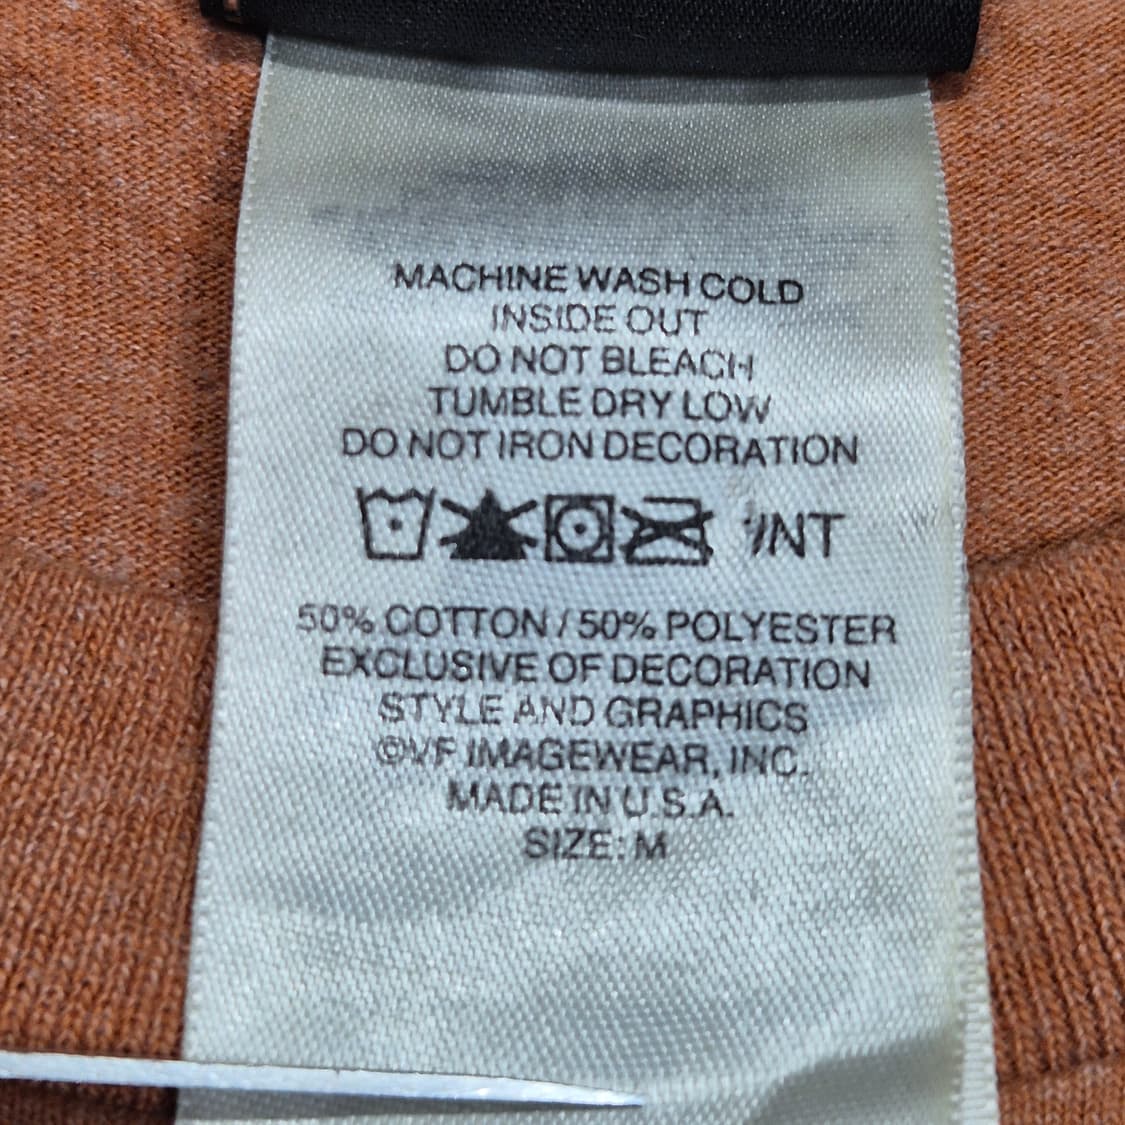 MACHINE WASH COLD
INSIDE OUT
DO NOT BLEACH
TUMBLE DRY LOW
DO NOT IRON DECORATION
50% COTTON / 50% POLYESTER
EXCLUSIVE OF DECORATION
STYLE AND GRAPHICS
©VF IMAGEWEAR, INC.
MADE IN U.S.A.
SIZE: M